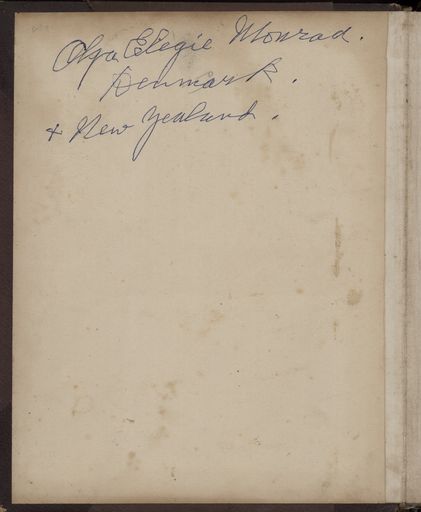 Olga Elegie Monrad.
Denmark.
+ New Zealand.